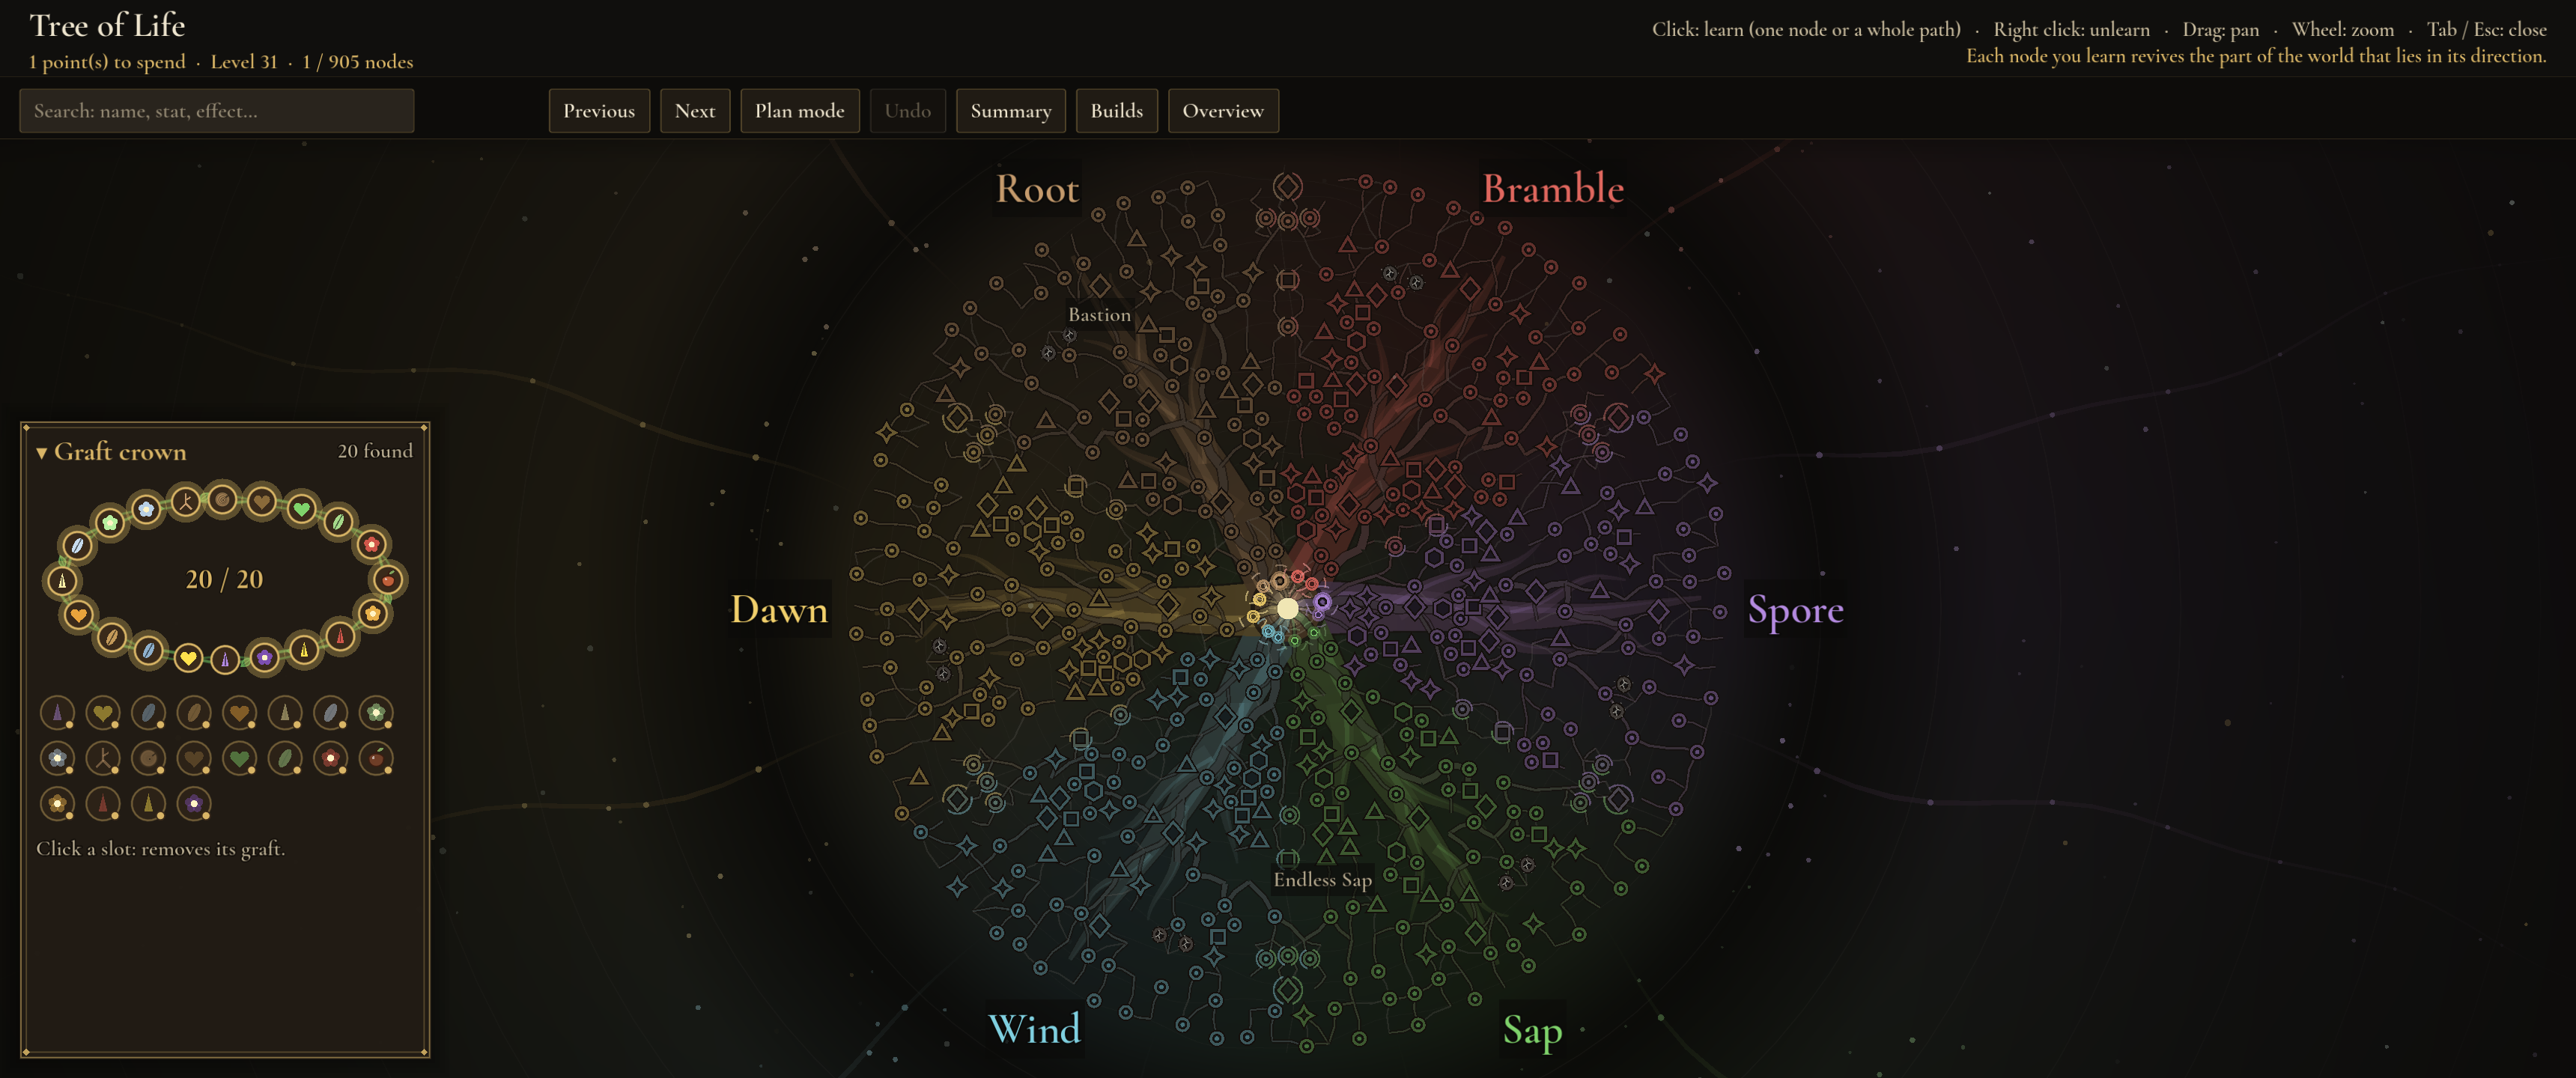 Tree of Life
1 point(s) to spend · Level 31 · 1 / 905 nodes
Click: learn (one node or a whole path) · Right click: unlearn · Drag: pan · Wheel: zoom · Tab / Esc: close
Each node you learn revives the part of the world that lies in its direction.
Search: name, stat, effect...
Previous
Next
Plan mode
Undo
Summary
Builds
Overview
Root
Bramble
Bastion
▾ Graft crown
20 found
20 / 20
Dawn
Spore
Click a slot: removes its graft.
Endless Sap
Wind
Sap